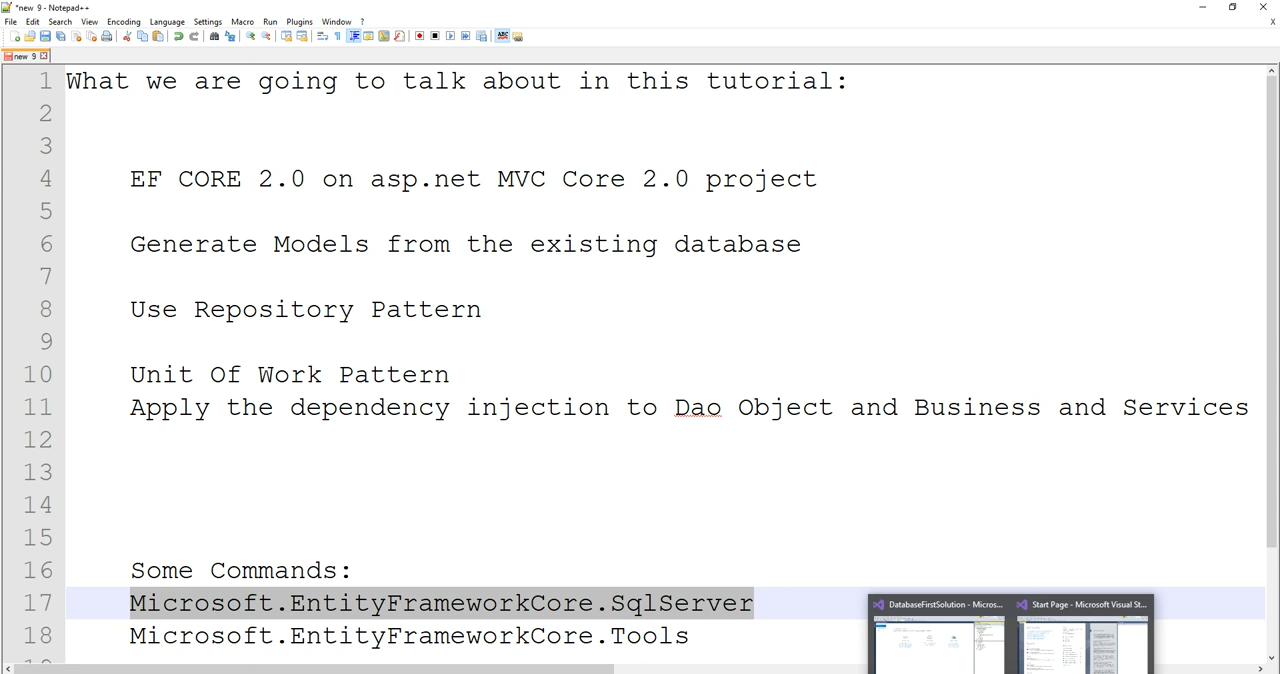 *new 9 - Notepad++
File Edit Search View Encoding Language Settings Macro Run Plugins Window ?
X
new 9
1 What we are going to talk about in this tutorial:
2
3
4 EF CORE 2.0 on asp.net MVC Core 2.0 project
5
6 Generate Models from the existing database
7
8 Use Repository Pattern
9
10 Unit Of Work Pattern
11 Apply the dependency injection to Dao Object and Business and Services
12
13
14
15
16 Some Commands:
17 Microsoft.EntityFrameworkCore.SqlServer
DatabaseFirstSolution - Micros... Start Page - Microsoft Visual St...
18 Microsoft.EntityFrameworkCore.Tools